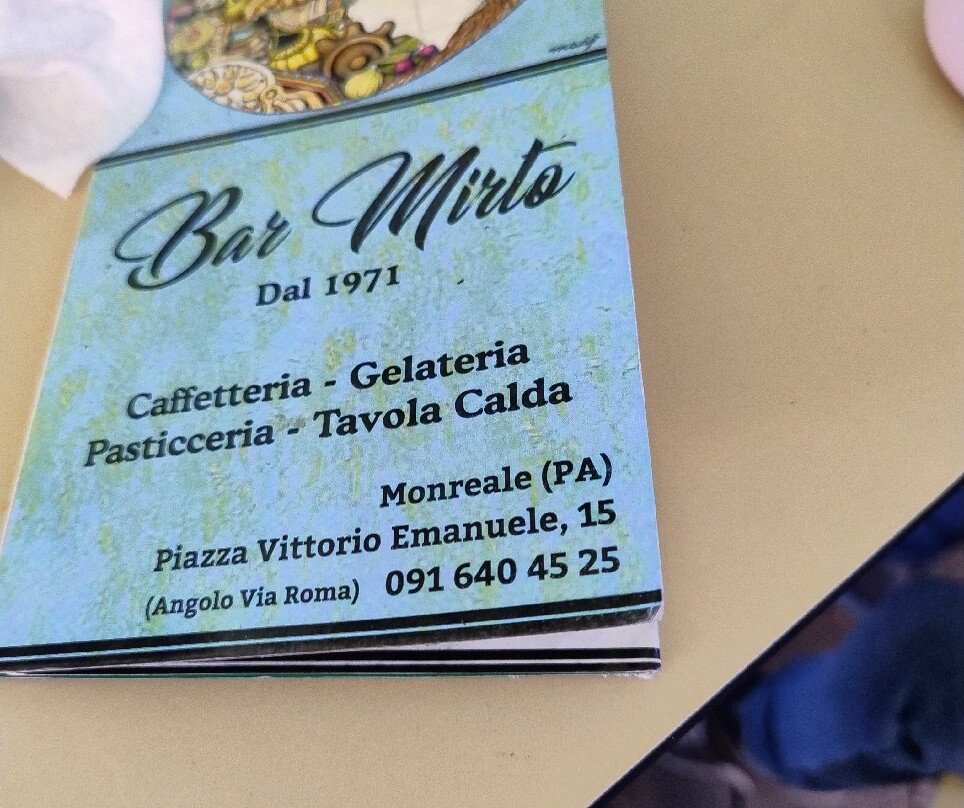 Bar Mirto
Dal 1971
Caffetteria - Gelateria
Pasticceria - Tavola Calda
Monreale (PA)
Piazza Vittorio Emanuele, 15
(Angolo Via Roma) 091 640 45 25